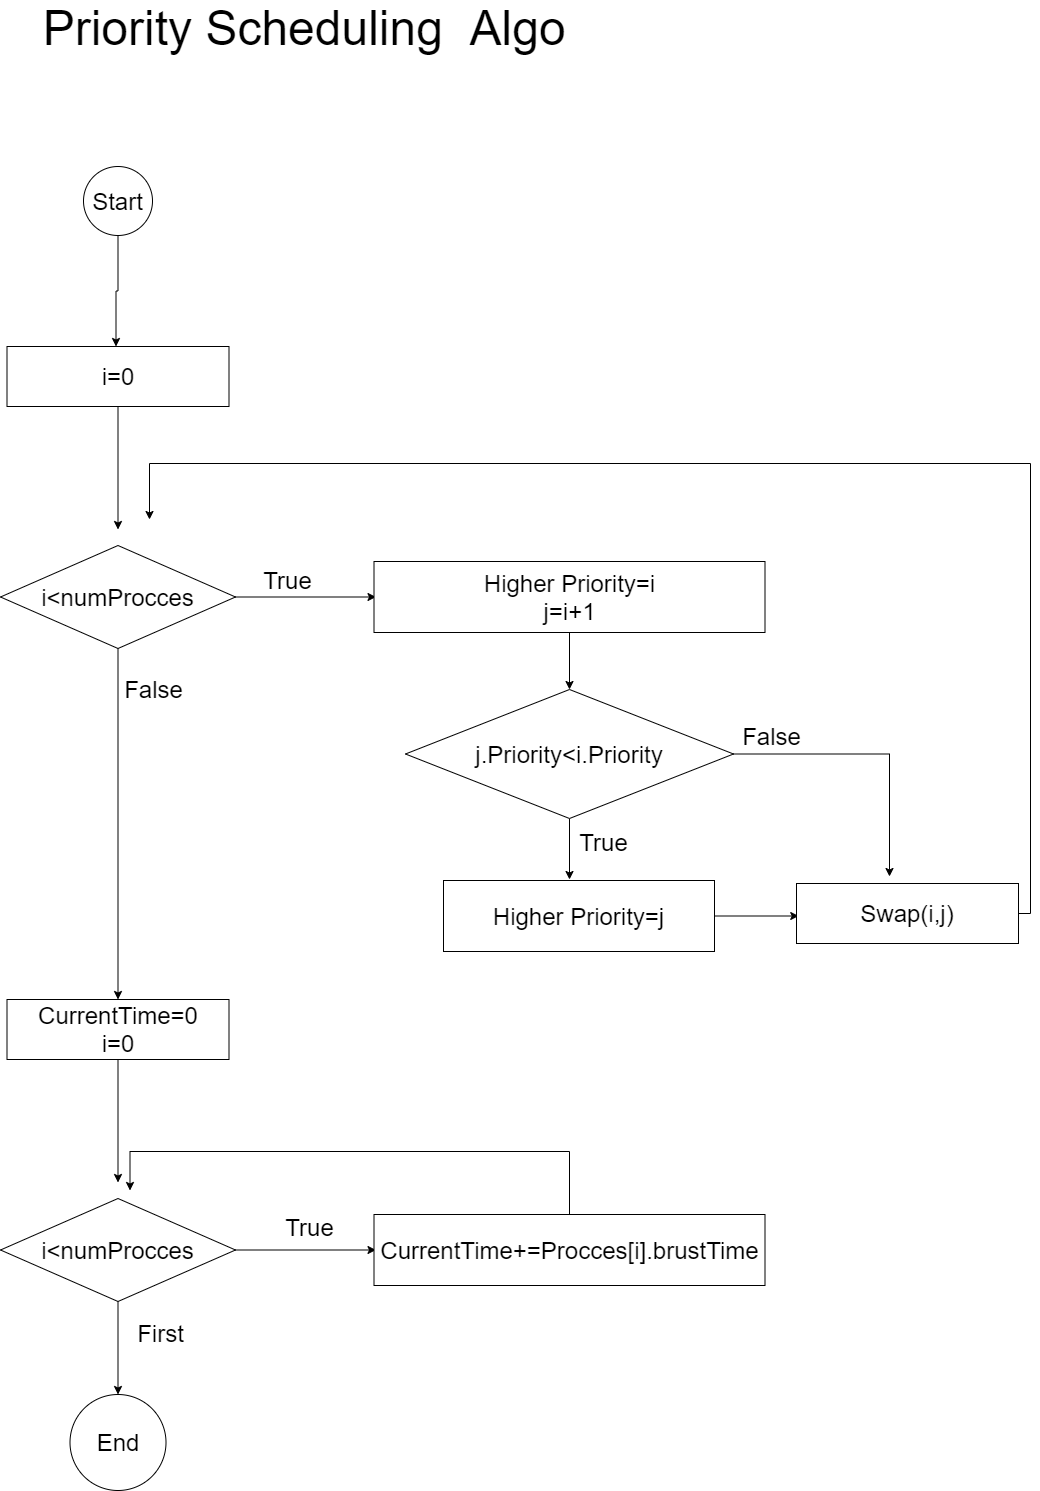 Priority Scheduling  Algo
Start
i=0
i<numProcces
True
Higher Priority=i
j=i+1
False
j.Priority<i.Priority
False
True
Higher Priority=j
Swap(i,j)
CurrentTime=0
i=0
i<numProcces
True
CurrentTime+=Procces[i].brustTime
First
End